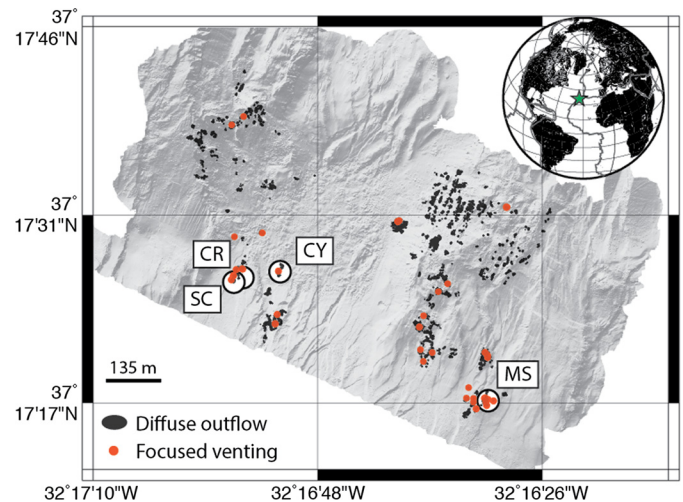 37°
17'46"N
37°
17'31"N
CR
CY
SC
135 m
MS
37°
17'17"N
Diffuse outflow
Focused venting
32°17'10"W
32°16'48"W
32°16'26"W